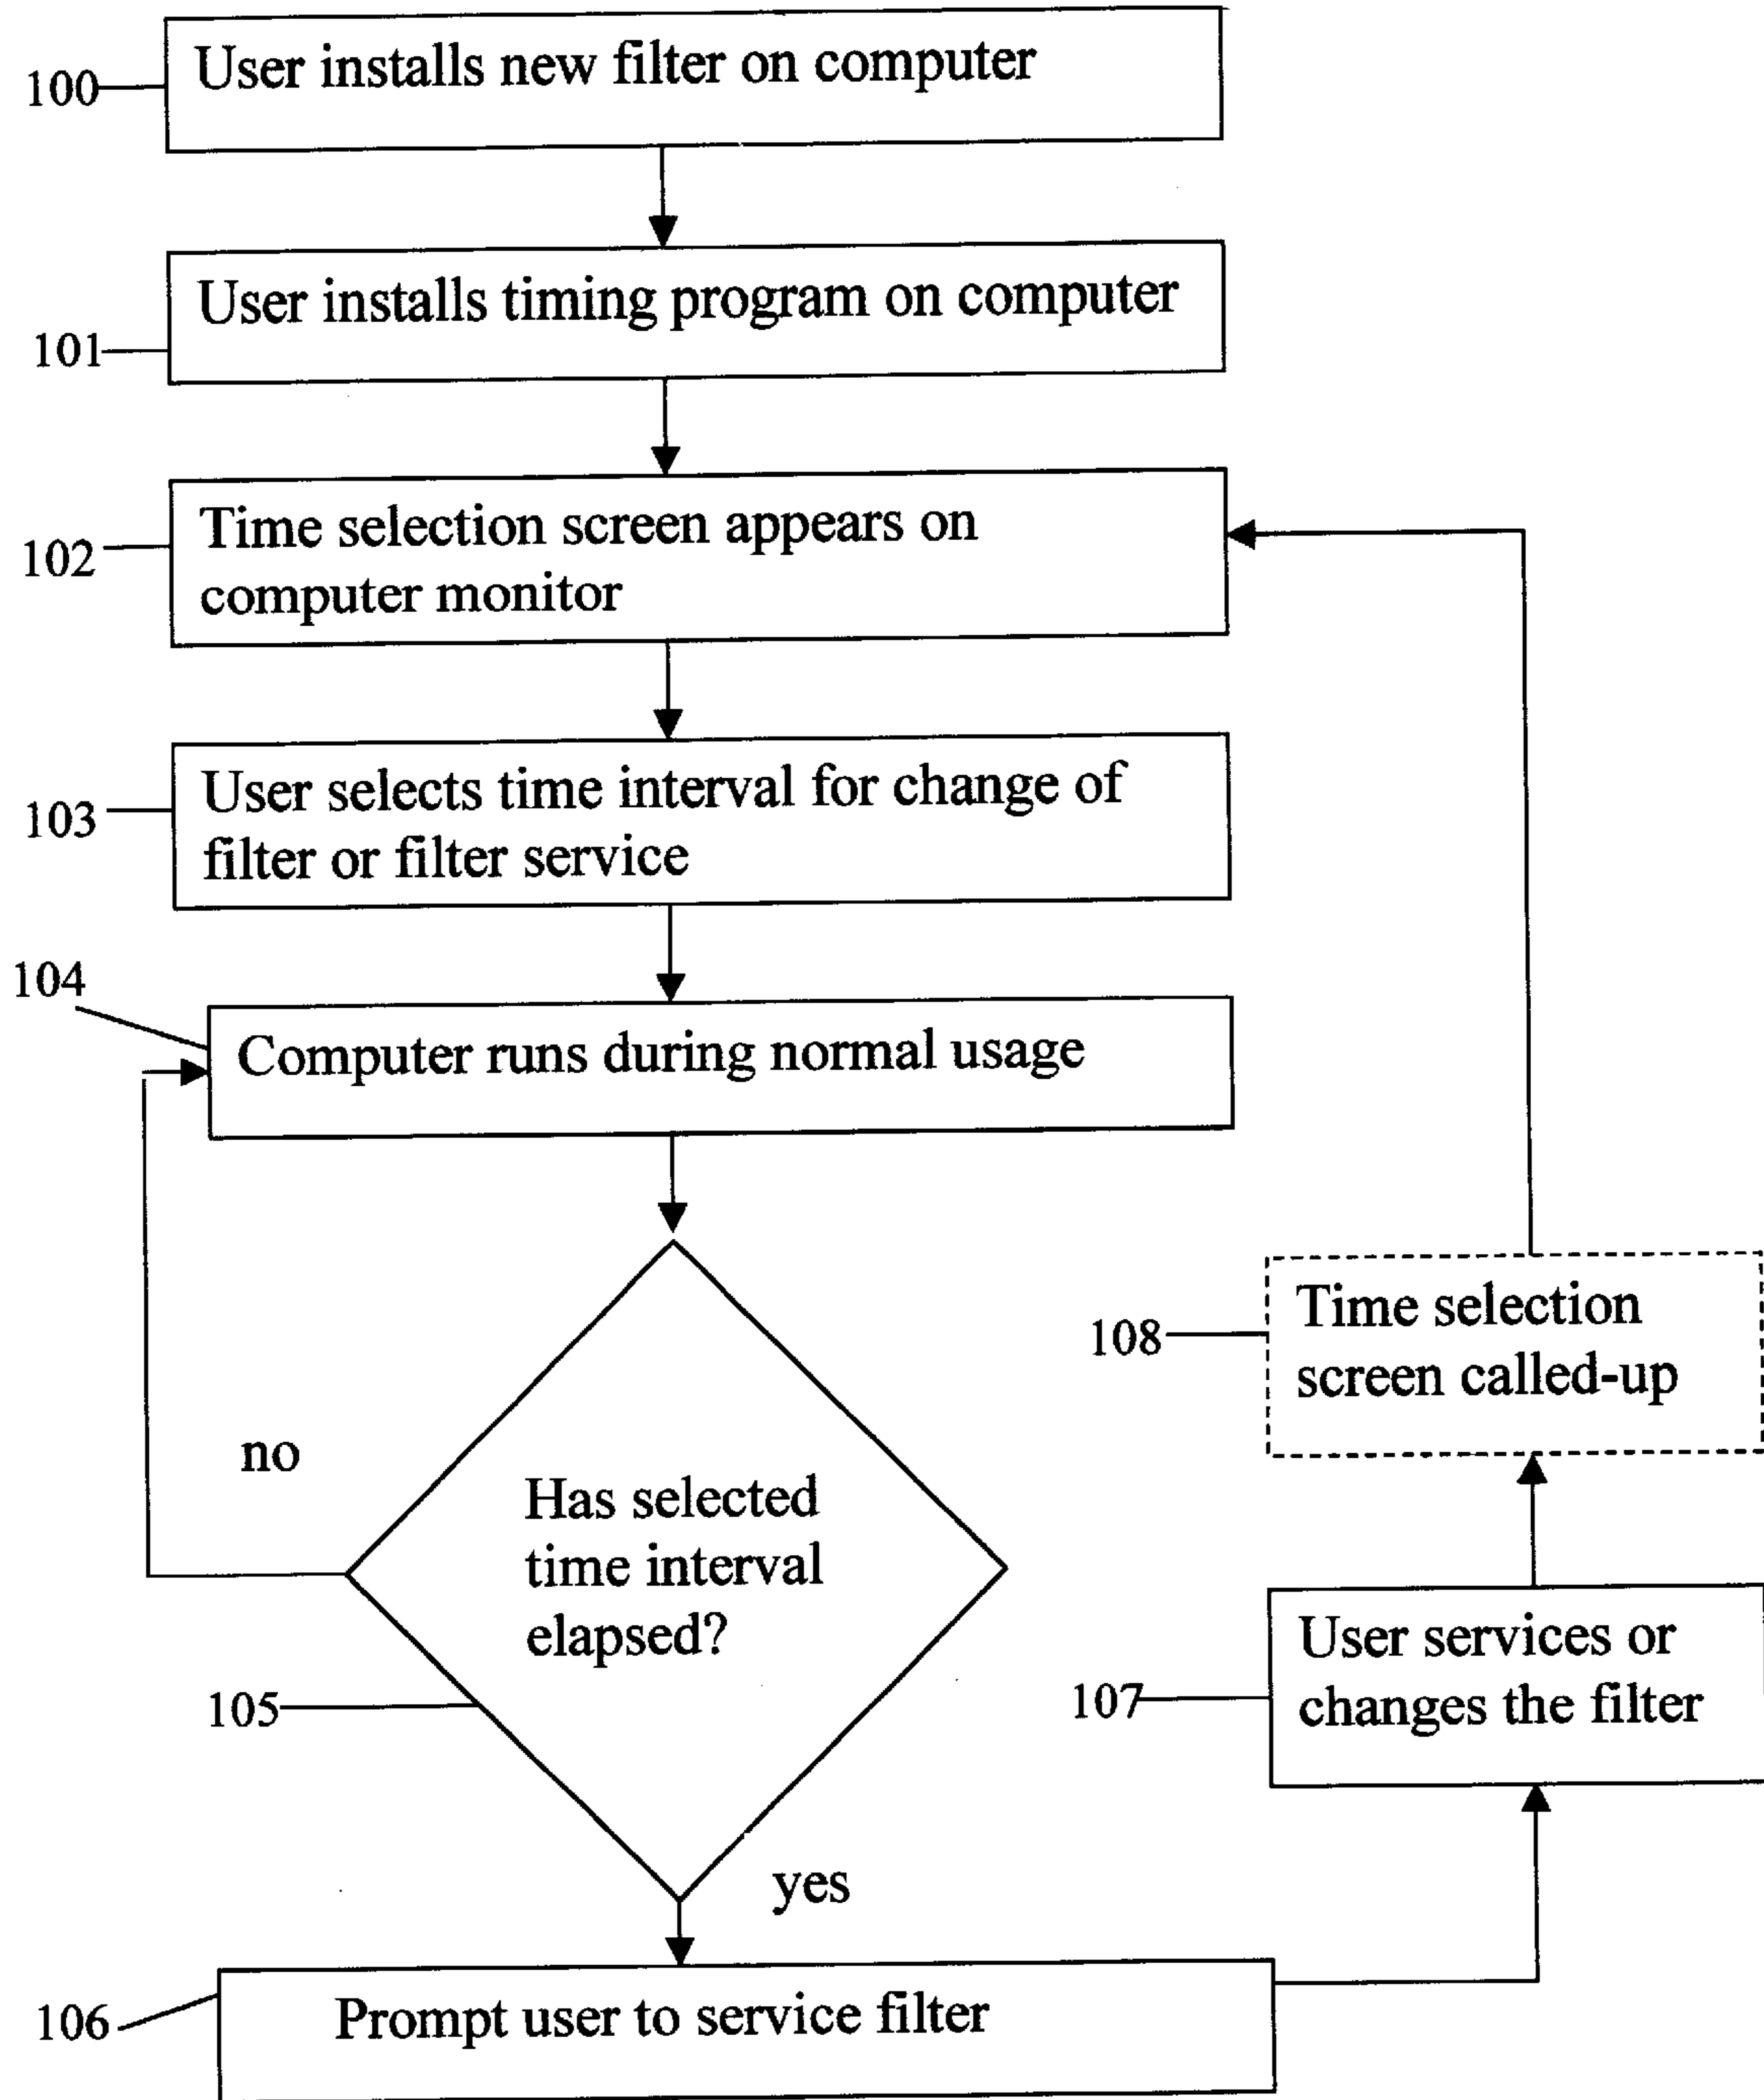 100
User installs new filter on computer
101
User installs timing program on computer
102
Time selection screen appears on
computer monitor
103
User selects time interval for change of
filter or filter service
104
Computer runs during normal usage
no
Has selected
time interval
elapsed?
105
yes
106
Prompt user to service filter
107
User services or
changes the filter
108
Time selection
screen called-up